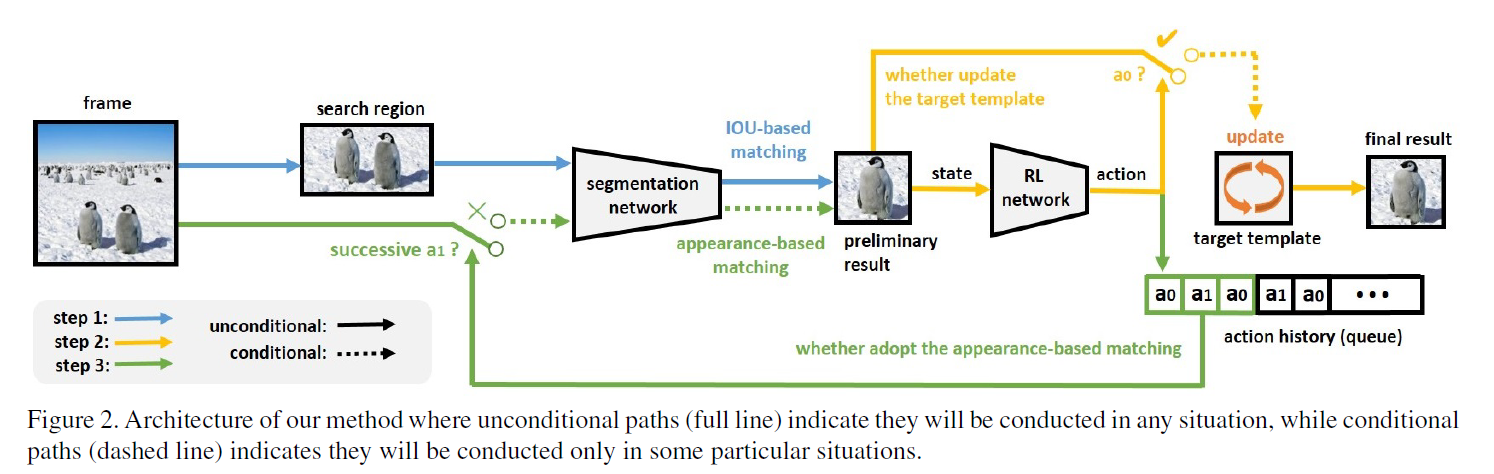 frame
search region
IOU-based
matching
segmentation
network
appearance-based
matching
successive a1 ?
whether update
the target template
a0 ?
preliminary
result
state
RL
network
action
update
target template
final result
a0 a1 a0 a1 a0 •••
action history (queue)
whether adopt the appearance-based matching
step 1:
step 2:
step 3:
unconditional:
conditional:
Figure 2. Architecture of our method where unconditional paths (full line) indicate they will be conducted in any situation, while conditional
paths (dashed line) indicates they will be conducted only in some particular situations.